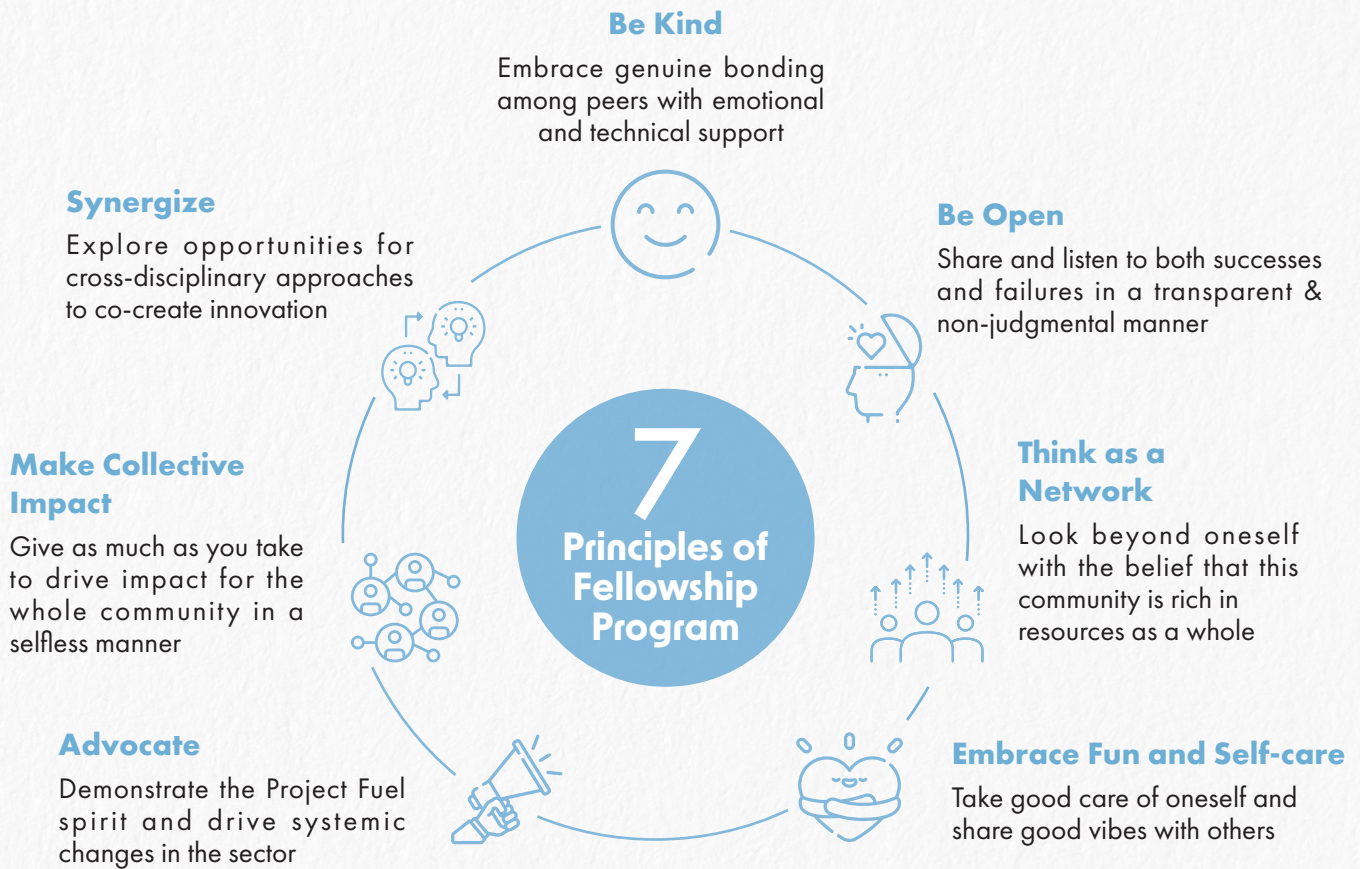 Be Kind
Embrace genuine bonding
among peers with emotional
and technical support
Be Open
Share and listen to both successes
and failures in a transparent &
non-judgmental manner
Think as a
Network
Look beyond oneself
with the belief that this
community is rich in
resources as a whole
Embrace Fun and Self-care
Take good care of oneself and
share good vibes with others
Advocate
Demonstrate the Project Fuel
spirit and drive systemic
changes in the sector
Make Collective
Impact
Give as much as you take
to drive impact for the
whole community in a
selfless manner
Synergize
Explore opportunities for
cross-disciplinary approaches
to co-create innovation
7
Principles of
Fellowship
Program